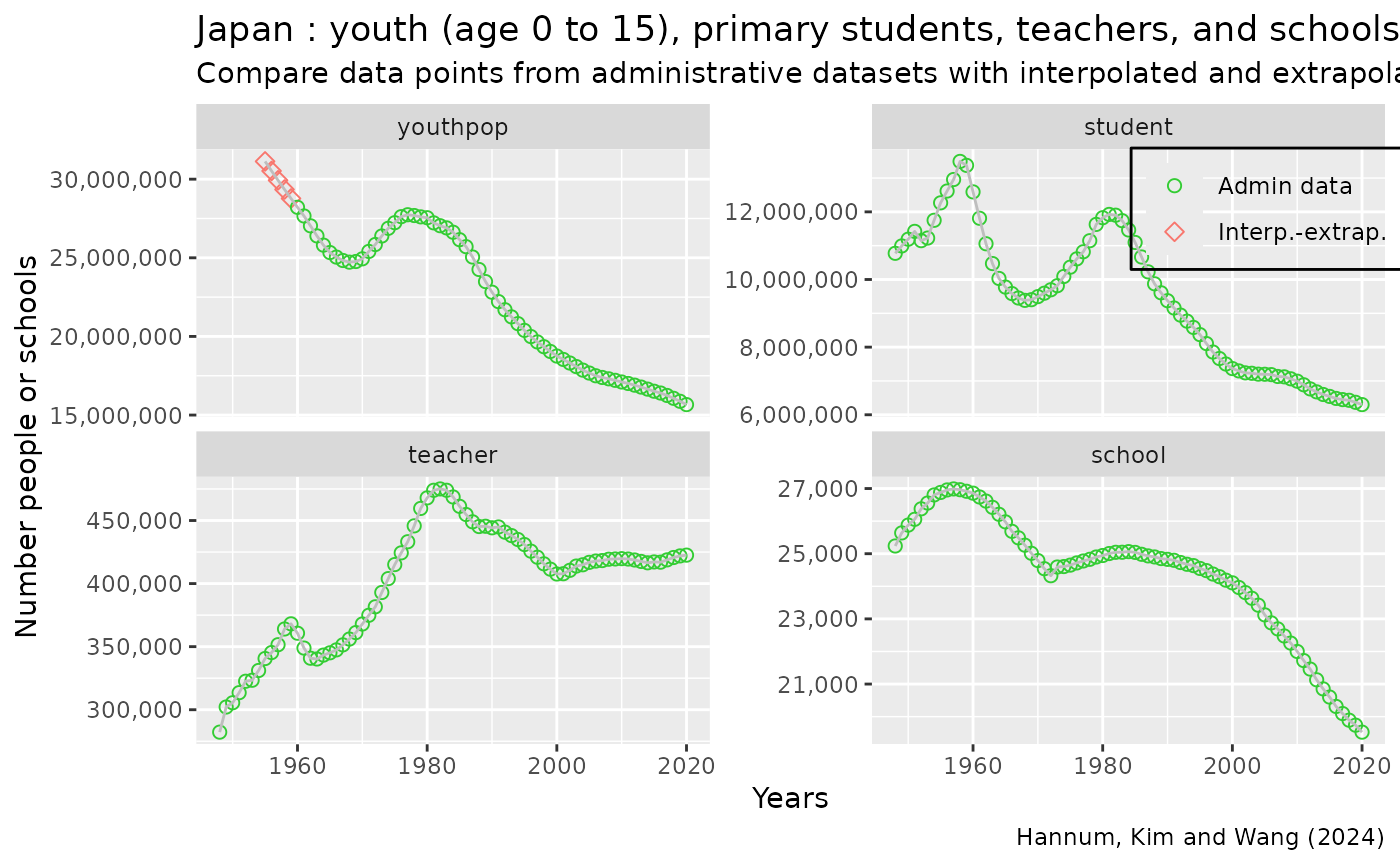 Japan : youth (age 0 to 15), primary students, teachers, and schools
Compare data points from administrative datasets with interpolated and
youthpop
student
Number people or schools
30,000,000
25,000,000
20,000,000
15,000,000
12,000,000
10,000,000
8,000,000
6,000,000
Admin data
Interp.-extrap.
teacher
school
450,000
400,000
350,000
300,000
27,000
25,000
23,000
21,000
1960 1980 2000 2020
1960 1980 2000 2020
Years
Hannum, Kim and Wang (2024)